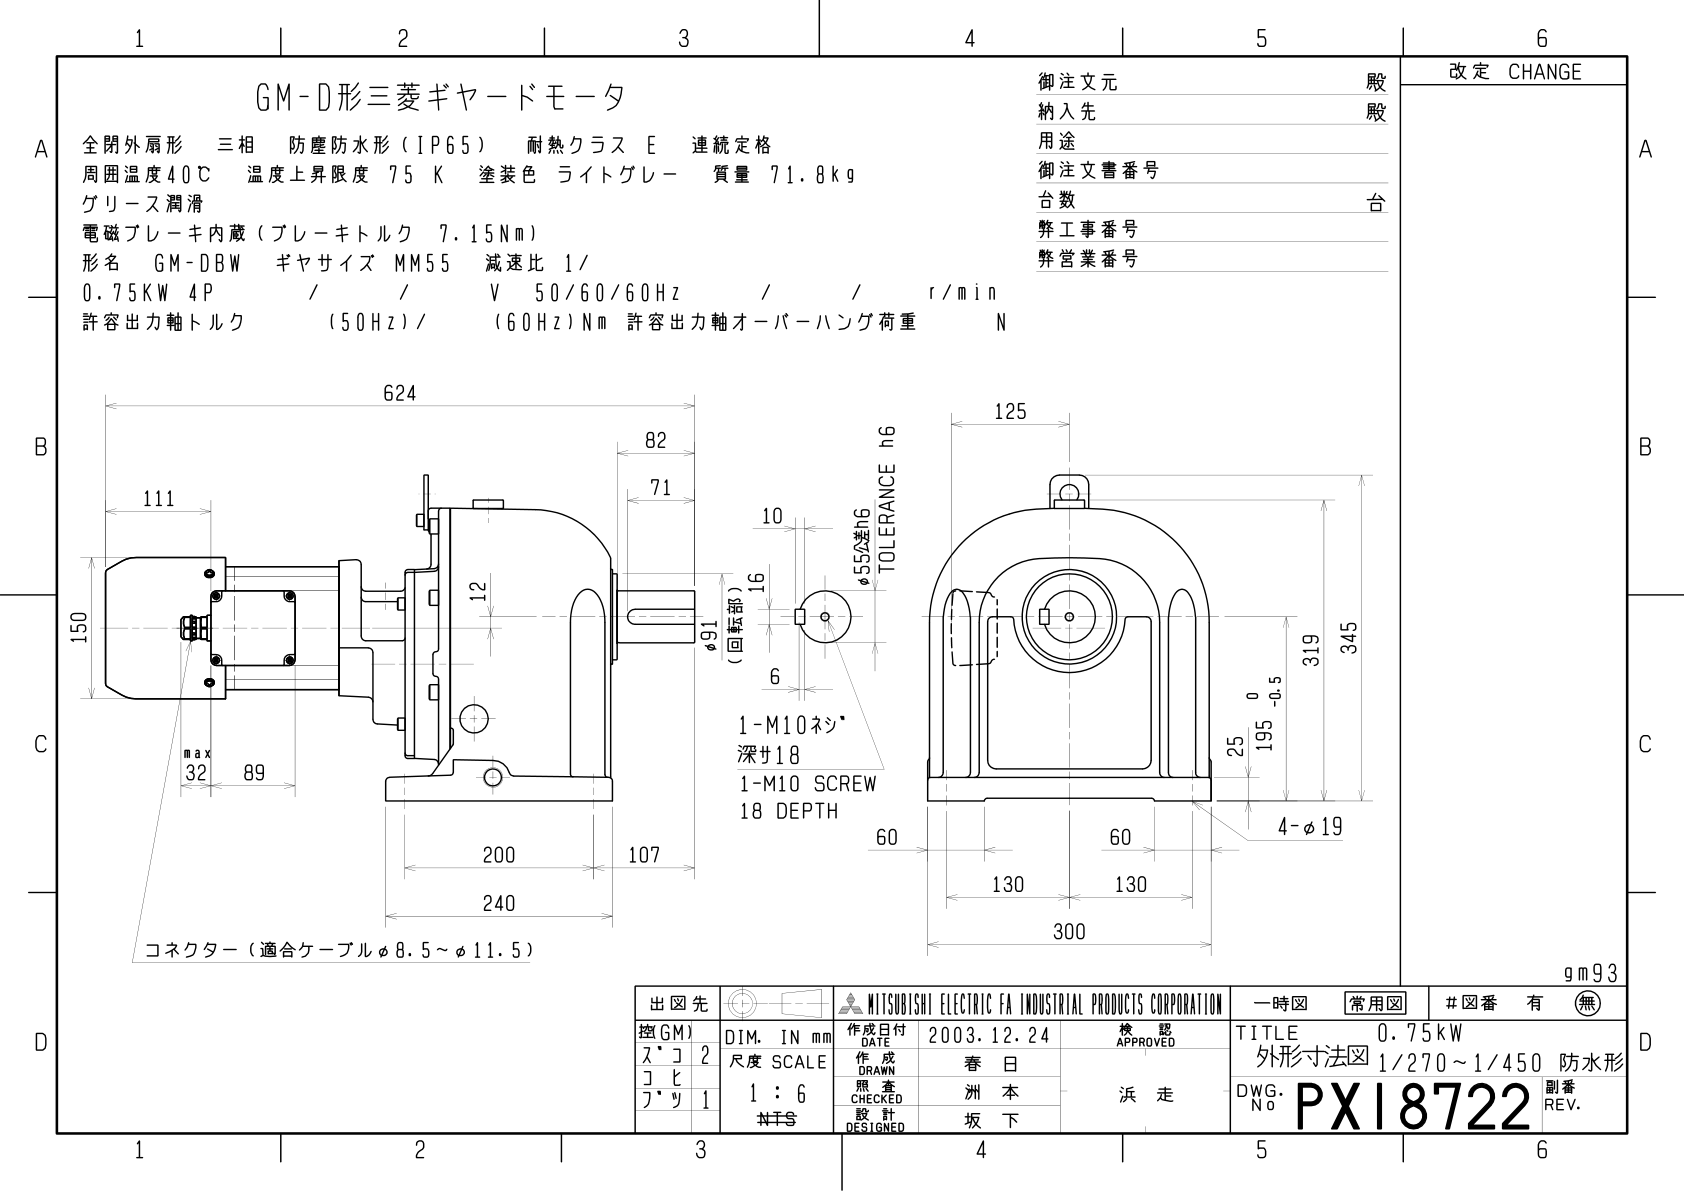 1 2 3 4 5 6
改定 CHANGE
GM-D形三菱ギヤードモータ
全閉外扇形 三相 防塵防水形(IP65) 耐熱クラス E 連続定格
周囲温度40℃ 温度上昇限度 75 K 塗装色 ライトグレー 質量 71.8kg
グリース潤滑
電磁ブレーキ内蔵(ブレーキトルク 7.15Nm)
形名 GM-DBW ギヤサイズ MM55 減速比 1/
0.75KW 4P / / V 50/60/60Hz / / r/min
許容出力軸トルク (50Hz)/ (60Hz)Nm 許容出力軸オーバーハング荷重 N
御注文元 殿
納入先 殿
用途
御注文書番号
台数 台
弊工事番号
弊営業番号
A A
B B
C C
D D
624
82
71
111
150
12
φ91
(回転部)
max
32
89
200
107
240
コネクター(適合ケーブルφ8.5~φ11.5)
10
16
6
φ55公差h6
TOLERANCE h6
1-M10ネジ
深サ18
1-M10 SCREW
18 DEPTH
125
345
319
195 0 -0.5
25
4-φ19
60
60
130
130
300
gm93
出図先
控(GM)
ズコ 2
コヒ
ブツ 1
DIM. IN mm
尺度 SCALE
1 : 6
NTS
MITSUBISHI ELECTRIC FA INDUSTRIAL PRODUCTS CORPORATION
作成日付 DATE
2003.12.24
検 認 APPROVED
作 成 DRAWN
春 日
照 査 CHECKED
洲 本
浜 走
設 計 DESIGNED
坂 下
一時図 常用図 #図番 有 無
TITLE 0.75kW
外形寸法図 1/270~1/450 防水形
DWG. No
PX18722
副番 REV.
1 2 3 4 5 6